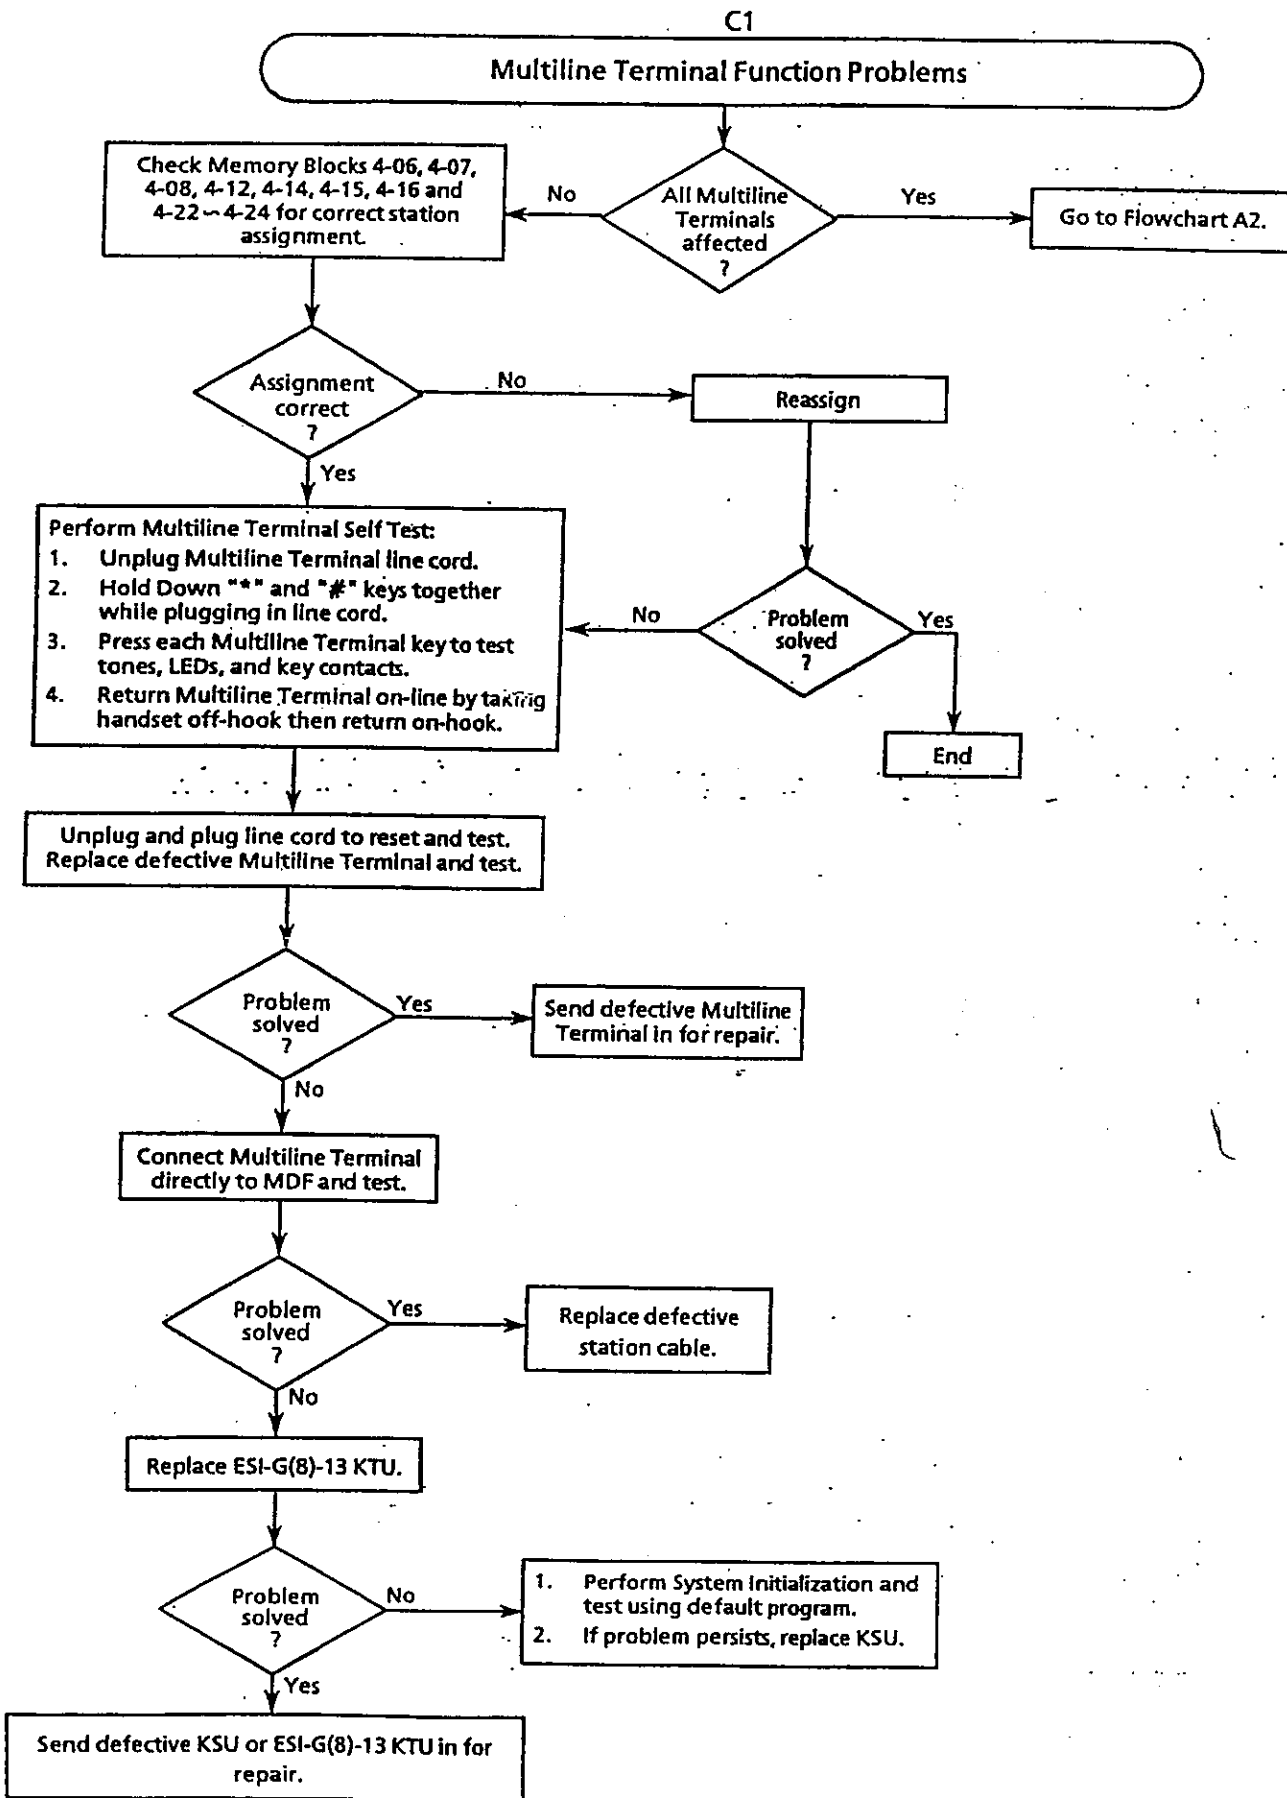 C1
Multiline Terminal Function Problems
Check Memory Blocks 4-06, 4-07,
4-08, 4-12, 4-14, 4-15, 4-16 and
4-22~4-24 for correct station
assignment.
No
All Multiline
Terminals
affected
?
Yes
Go to Flowchart A2.
Assignment
correct
?
No
Reassign
Yes
Perform Multiline Terminal Self Test:
1. Unplug Multiline Terminal line cord.
2. Hold Down "*" and "#" keys together
while plugging in line cord.
3. Press each Multiline Terminal key to test
tones, LEDs, and key contacts.
4. Return Multiline Terminal on-line by taking
handset off-hook then return on-hook.
No
Problem
solved
?
Yes
End
Unplug and plug line cord to reset and test.
Replace defective Multiline Terminal and test.
Problem
solved
?
Yes
Send defective Multiline
Terminal in for repair.
No
Connect Multiline Terminal
directly to MDF and test.
Problem
solved
?
Yes
Replace defective
station cable.
No
Replace ESI-G(8)-13 KTU.
Problem
solved
?
No
1. Perform System Initialization and
test using default program.
2. If problem persists, replace KSU.
Yes
Send defective KSU or ESI-G(8)-13 KTU in for
repair.